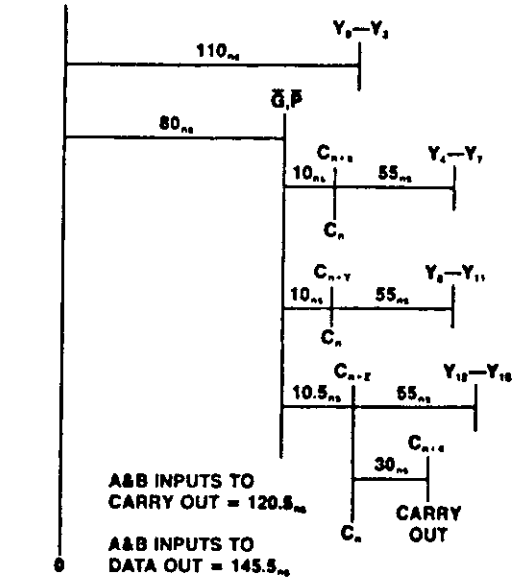 Y₀—Y₃
110ns
G̅,P̅
80ns
Cn+x
Y₄—Y₇
10ns
55ns
Cn
Cn+Y
Y₈—Y₁₁
10ns
55ns
Cn
Cn+Z
Y₁₂—Y₁₅
10.5ns
55ns
Cn+4
30ns
A&B INPUTS TO
CARRY OUT = 120.5ns
Cn
CARRY
OUT
A&B INPUTS TO
DATA OUT = 145.5ns
0